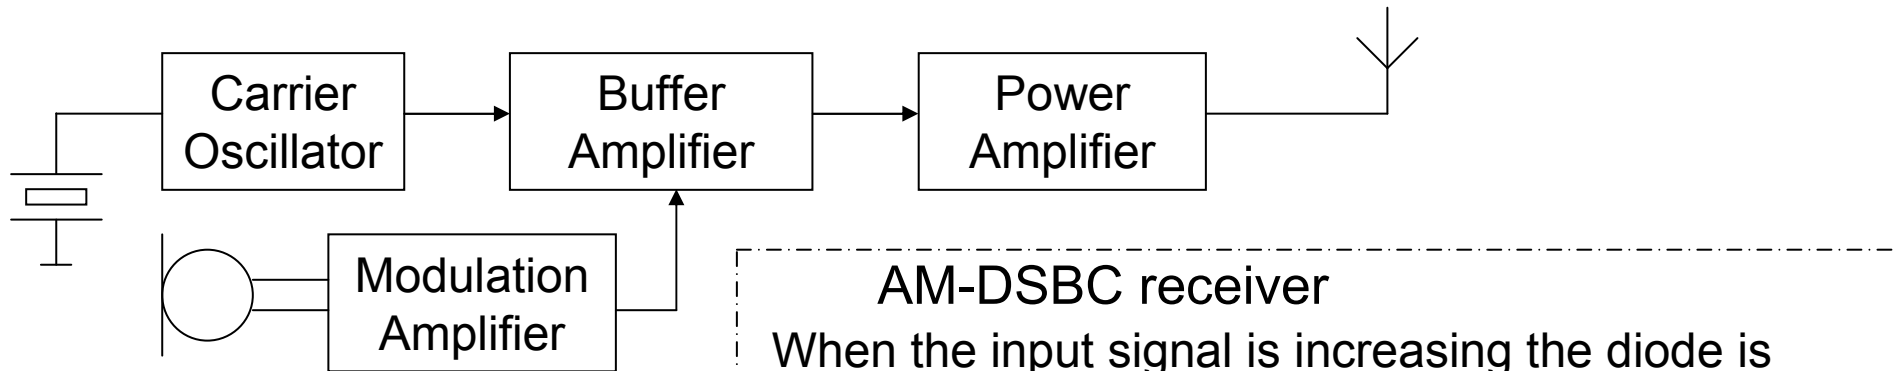 Carrier
Oscillator
Buffer
Amplifier
Power
Amplifier
Modulation
Amplifier
AM-DSBC receiver
When the input signal is increasing the diode is